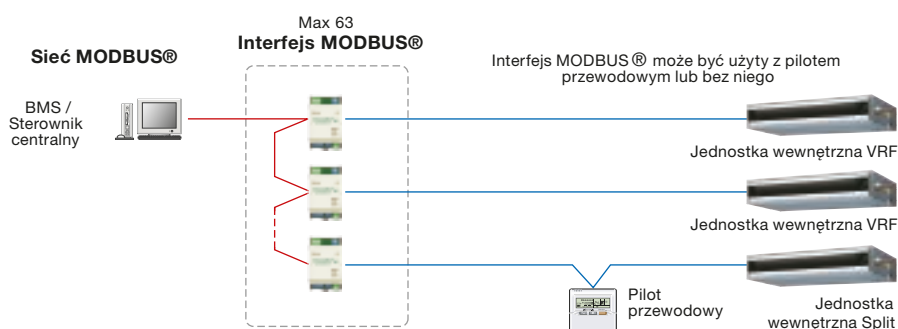 Sieć MODBUS®
BMS /
Sterownik
centralny
Max 63
Interfejs MODBUS®
Interfejs MODBUS® może być użyty z pilotem
przewodowym lub bez niego
Jednostka wewnętrzna VRF
Jednostka wewnętrzna VRF
Pilot
przewodowy
Jednostka
wewnętrzna Split